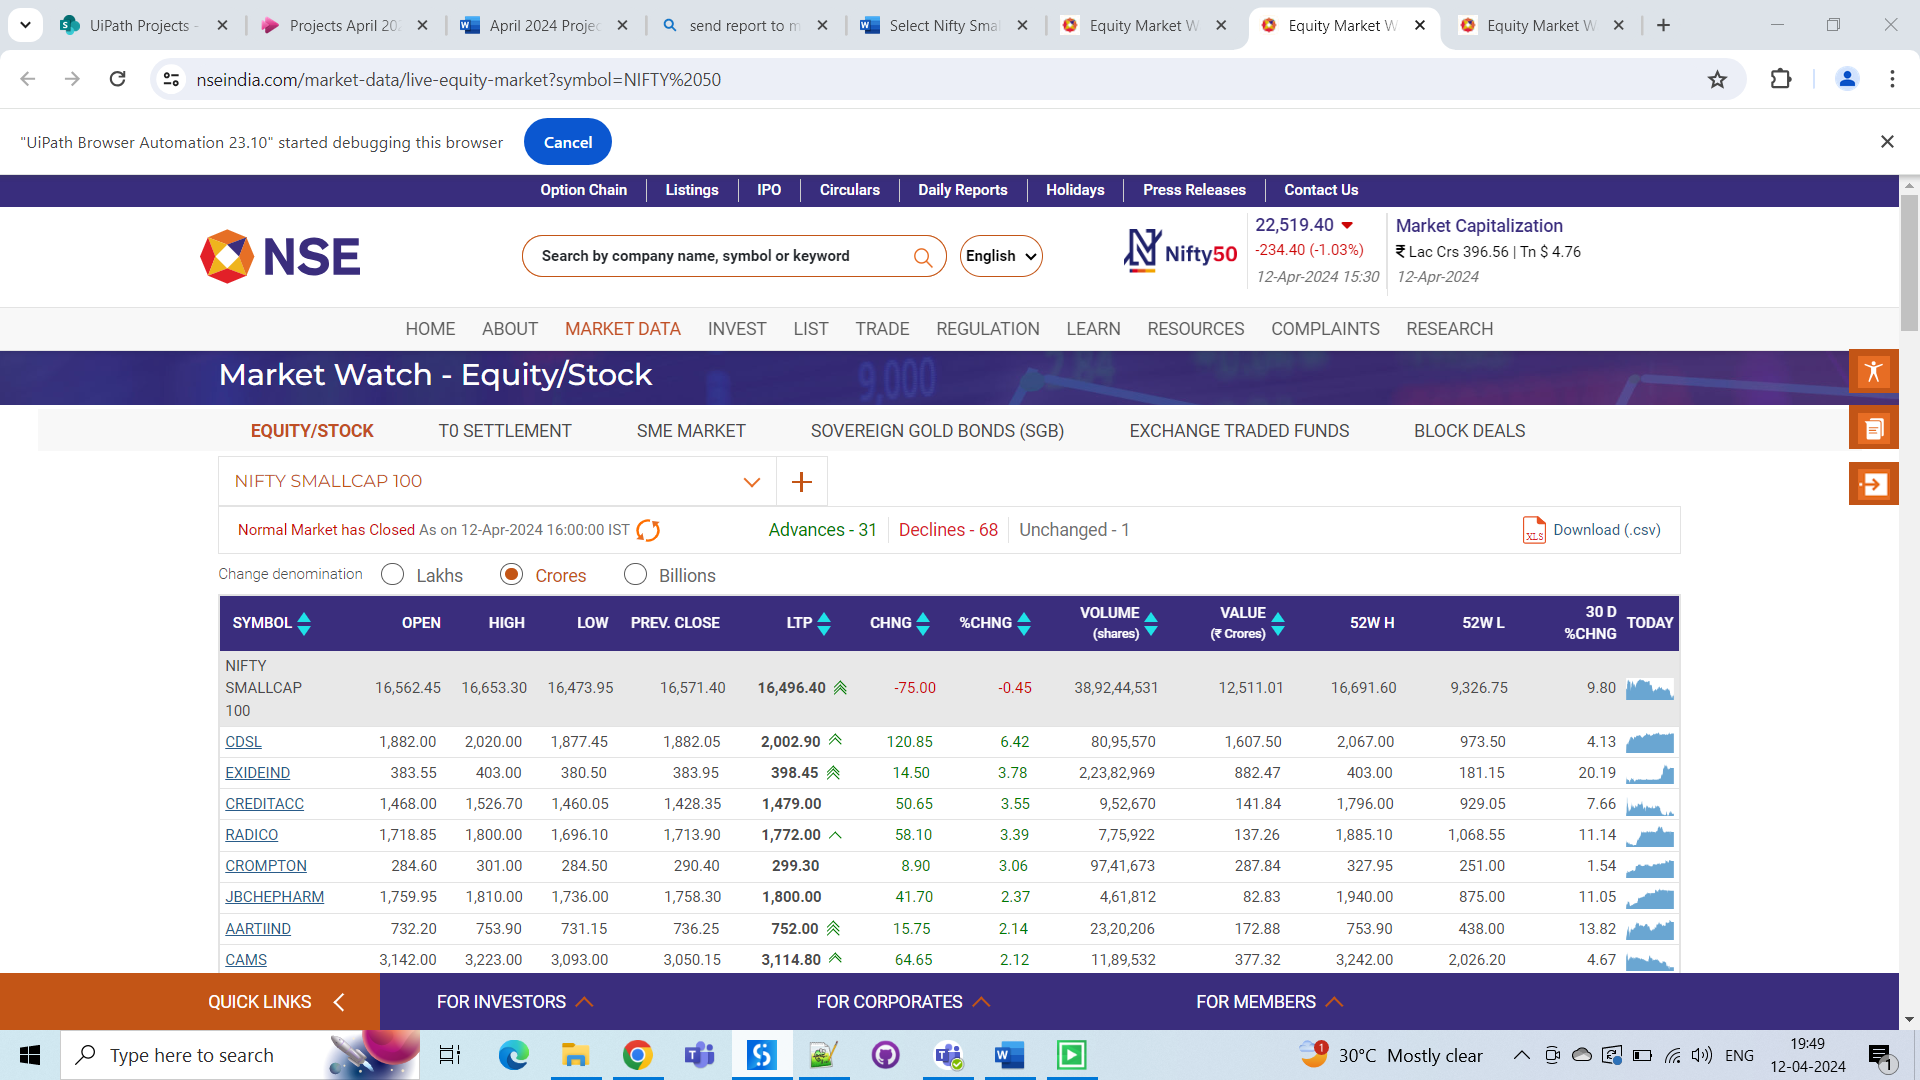 UiPath Projects -
Projects April 202
April 2024 Projec
send report to m
Select Nifty Smal
Equity Market W
Equity Market W
Equity Market W
nseindia.com/market-data/live-equity-market?symbol=NIFTY%2050
"UiPath Browser Automation 23.10" started debugging this browser Cancel
Option Chain Listings IPO Circulars Daily Reports Holidays Press Releases Contact Us
NSE
Search by company name, symbol or keyword English
Nifty50
22,519.40
-234.40 (-1.03%)
12-Apr-2024 15:30
Market Capitalization
₹ Lac Crs 396.56 | Tn $ 4.76
12-Apr-2024
HOME ABOUT MARKET DATA INVEST LIST TRADE REGULATION LEARN RESOURCES COMPLAINTS RESEARCH
Market Watch - Equity/Stock
9,000
EQUITY/STOCK T0 SETTLEMENT SME MARKET SOVEREIGN GOLD BONDS (SGB) EXCHANGE TRADED FUNDS BLOCK DEALS
NIFTY SMALLCAP 100
Normal Market has Closed As on 12-Apr-2024 16:00:00 IST Advances - 31 Declines - 68 Unchanged - 1 XLS Download (.csv)
Change denomination Lakhs Crores Billions
SYMBOL OPEN HIGH LOW PREV. CLOSE LTP CHNG %CHNG VOLUME (shares) VALUE (₹ Crores) 52W H 52W L 30 D %CHNG TODAY
NIFTY SMALLCAP 100 16,562.45 16,653.30 16,473.95 16,571.40 16,496.40 -75.00 -0.45 38,92,44,531 12,511.01 16,691.60 9,326.75 9.80
CDSL 1,882.00 2,020.00 1,877.45 1,882.05 2,002.90 120.85 6.42 80,95,570 1,607.50 2,067.00 973.50 4.13
EXIDEIND 383.55 403.00 380.50 383.95 398.45 14.50 3.78 2,23,82,969 882.47 403.00 181.15 20.19
CREDITACC 1,468.00 1,526.70 1,460.05 1,428.35 1,479.00 50.65 3.55 9,52,670 141.84 1,796.00 929.05 7.66
RADICO 1,718.85 1,800.00 1,696.10 1,713.90 1,772.00 58.10 3.39 7,75,922 137.26 1,885.10 1,068.55 11.14
CROMPTON 284.60 301.00 284.50 290.40 299.30 8.90 3.06 97,41,673 287.84 327.95 251.00 1.54
JBCHEPHARM 1,759.95 1,810.00 1,736.00 1,758.30 1,800.00 41.70 2.37 4,61,812 82.83 1,940.00 875.00 11.05
AARTIIND 732.20 753.90 731.15 736.25 752.00 15.75 2.14 23,20,206 172.88 753.90 438.00 13.82
CAMS 3,142.00 3,223.00 3,093.00 3,050.15 3,114.80 64.65 2.12 11,89,532 377.32 3,242.00 2,026.20 4.67
QUICK LINKS FOR INVESTORS FOR CORPORATES FOR MEMBERS
Type here to search
1
30°C Mostly clear
ENG
19:49
12-04-2024
1